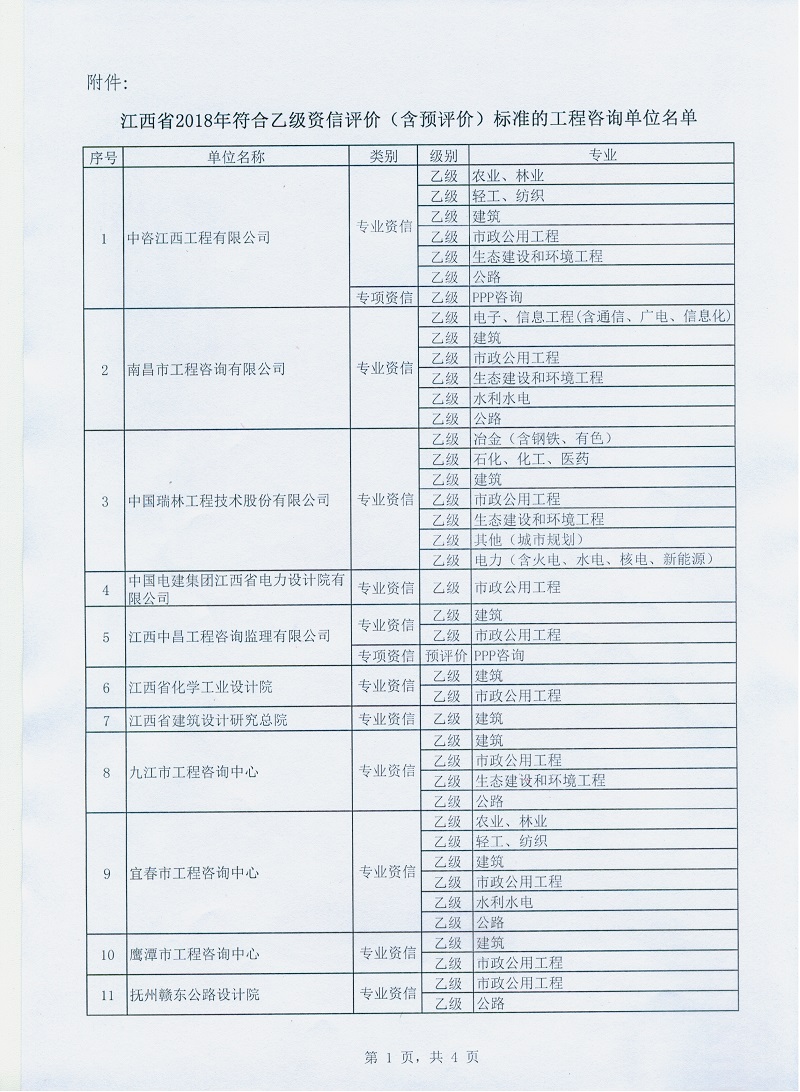 附件:
江西省2018年符合乙级资信评价（含预评价）标准的工程咨询单位名单
序号 单位名称 类别 级别 专业
1 中咨江西工程有限公司 专业资信 乙级 农业、林业
乙级 轻工、纺织
乙级 建筑
乙级 市政公用工程
乙级 生态建设和环境工程
乙级 公路
专项资信 乙级 PPP咨询
2 南昌市工程咨询有限公司 专业资信 乙级 电子、信息工程(含通信、广电、信息化)
乙级 建筑
乙级 市政公用工程
乙级 生态建设和环境工程
乙级 水利水电
乙级 公路
3 中国瑞林工程技术股份有限公司 专业资信 乙级 冶金（含钢铁、有色）
乙级 石化、化工、医药
乙级 建筑
乙级 市政公用工程
乙级 生态建设和环境工程
乙级 其他（城市规划）
乙级 电力（含火电、水电、核电、新能源）
4 中国电建集团江西省电力设计院有
限公司 专业资信 乙级 市政公用工程
5 江西中昌工程咨询监理有限公司 专业资信 乙级 建筑
乙级 市政公用工程
专项资信 预评价 PPP咨询
6 江西省化学工业设计院 专业资信 乙级 建筑
乙级 市政公用工程
7 江西省建筑设计研究总院 专业资信 乙级 建筑
8 九江市工程咨询中心 专业资信 乙级 建筑
乙级 市政公用工程
乙级 生态建设和环境工程
乙级 公路
9 宜春市工程咨询中心 专业资信 乙级 农业、林业
乙级 轻工、纺织
乙级 建筑
乙级 市政公用工程
乙级 水利水电
乙级 公路
10 鹰潭市工程咨询中心 专业资信 乙级 建筑
乙级 市政公用工程
11 抚州赣东公路设计院 专业资信 乙级 市政公用工程
乙级 公路
第 1 页，共 4 页